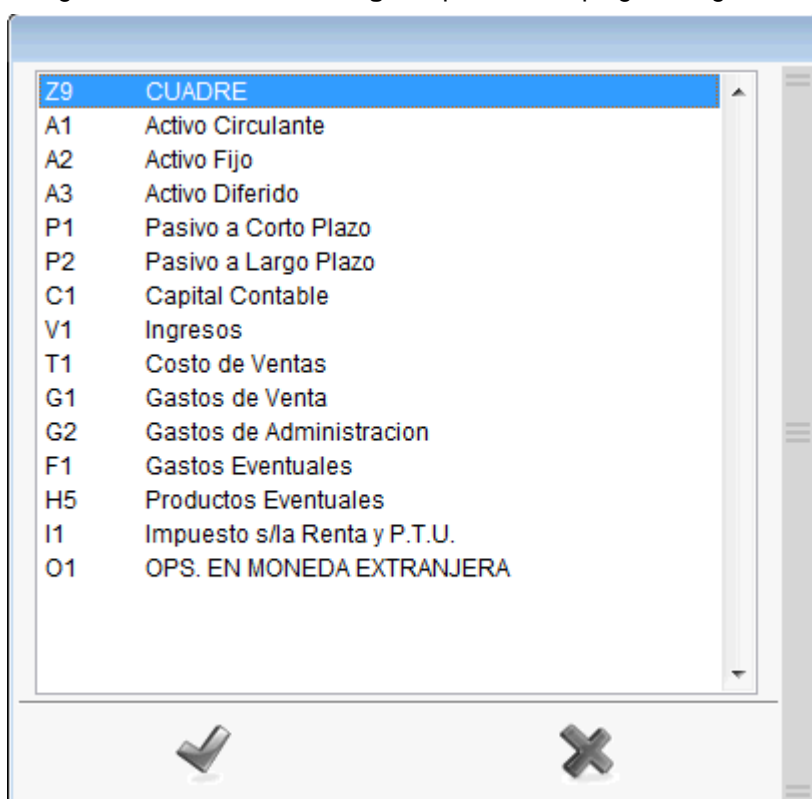 Z9 CUADRE
A1 Activo Circulante
A2 Activo Fijo
A3 Activo Diferido
P1 Pasivo a Corto Plazo
P2 Pasivo a Largo Plazo
C1 Capital Contable
V1 Ingresos
T1 Costo de Ventas
G1 Gastos de Venta
G2 Gastos de Administracion
F1 Gastos Eventuales
H5 Productos Eventuales
I1 Impuesto s/la Renta y P.T.U.
O1 OPS. EN MONEDA EXTRANJERA